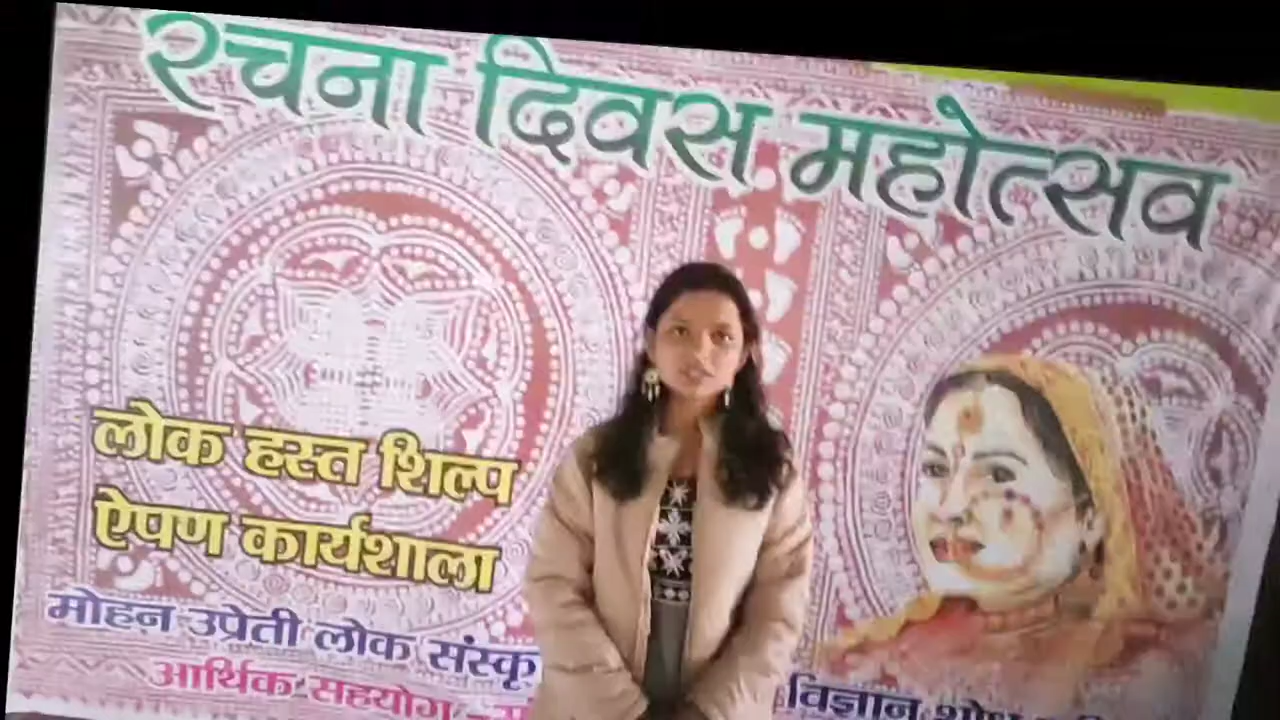 रचना दिवस महोत्सव
लोक हस्त शिल्प
ऐपण कार्यशाला
मोहन उप्रेती लोक संस्कृ विज्ञान शोध
आर्थिक सहयोग -